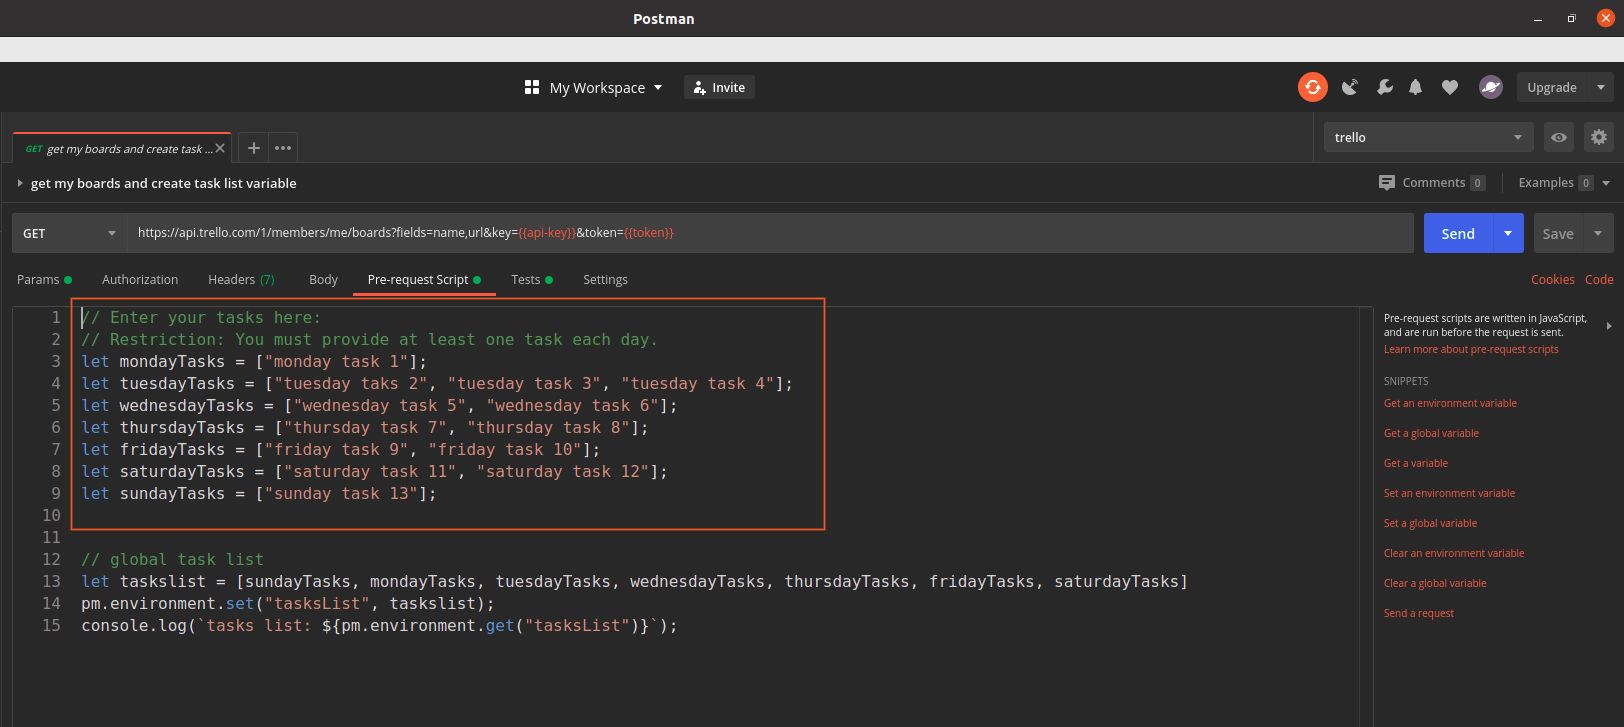 Postman
My Workspace
Invite
Upgrade
GET get my boards and create task ...
trello
get my boards and create task list variable
Comments 0
Examples 0
GET
https://api.trello.com/1/members/me/boards?fields=name,url&key={{api-key}}&token={{token}}
Send
Save
Params
Authorization
Headers (7)
Body
Pre-request Script
Tests
Settings
Cookies
Code
1 // Enter your tasks here:
2 // Restriction: You must provide at least one task each day.
3 let mondayTasks = ["monday task 1"];
4 let tuesdayTasks = ["tuesday taks 2", "tuesday task 3", "tuesday task 4"];
5 let wednesdayTasks = ["wednesday task 5", "wednesday task 6"];
6 let thursdayTasks = ["thursday task 7", "thursday task 8"];
7 let fridayTasks = ["friday task 9", "friday task 10"];
8 let saturdayTasks = ["saturday task 11", "saturday task 12"];
9 let sundayTasks = ["sunday task 13"];
10
11
12 // global task list
13 let taskslist = [sundayTasks, mondayTasks, tuesdayTasks, wednesdayTasks, thursdayTasks, fridayTasks, saturdayTasks]
14 pm.environment.set("tasksList", taskslist);
15 console.log(`tasks list: ${pm.environment.get("tasksList")}`);
Pre-request scripts are written in JavaScript,
and are run before the request is sent.
Learn more about pre-request scripts
SNIPPETS
Get an environment variable
Get a global variable
Get a variable
Set an environment variable
Set a global variable
Clear an environment variable
Clear a global variable
Send a request